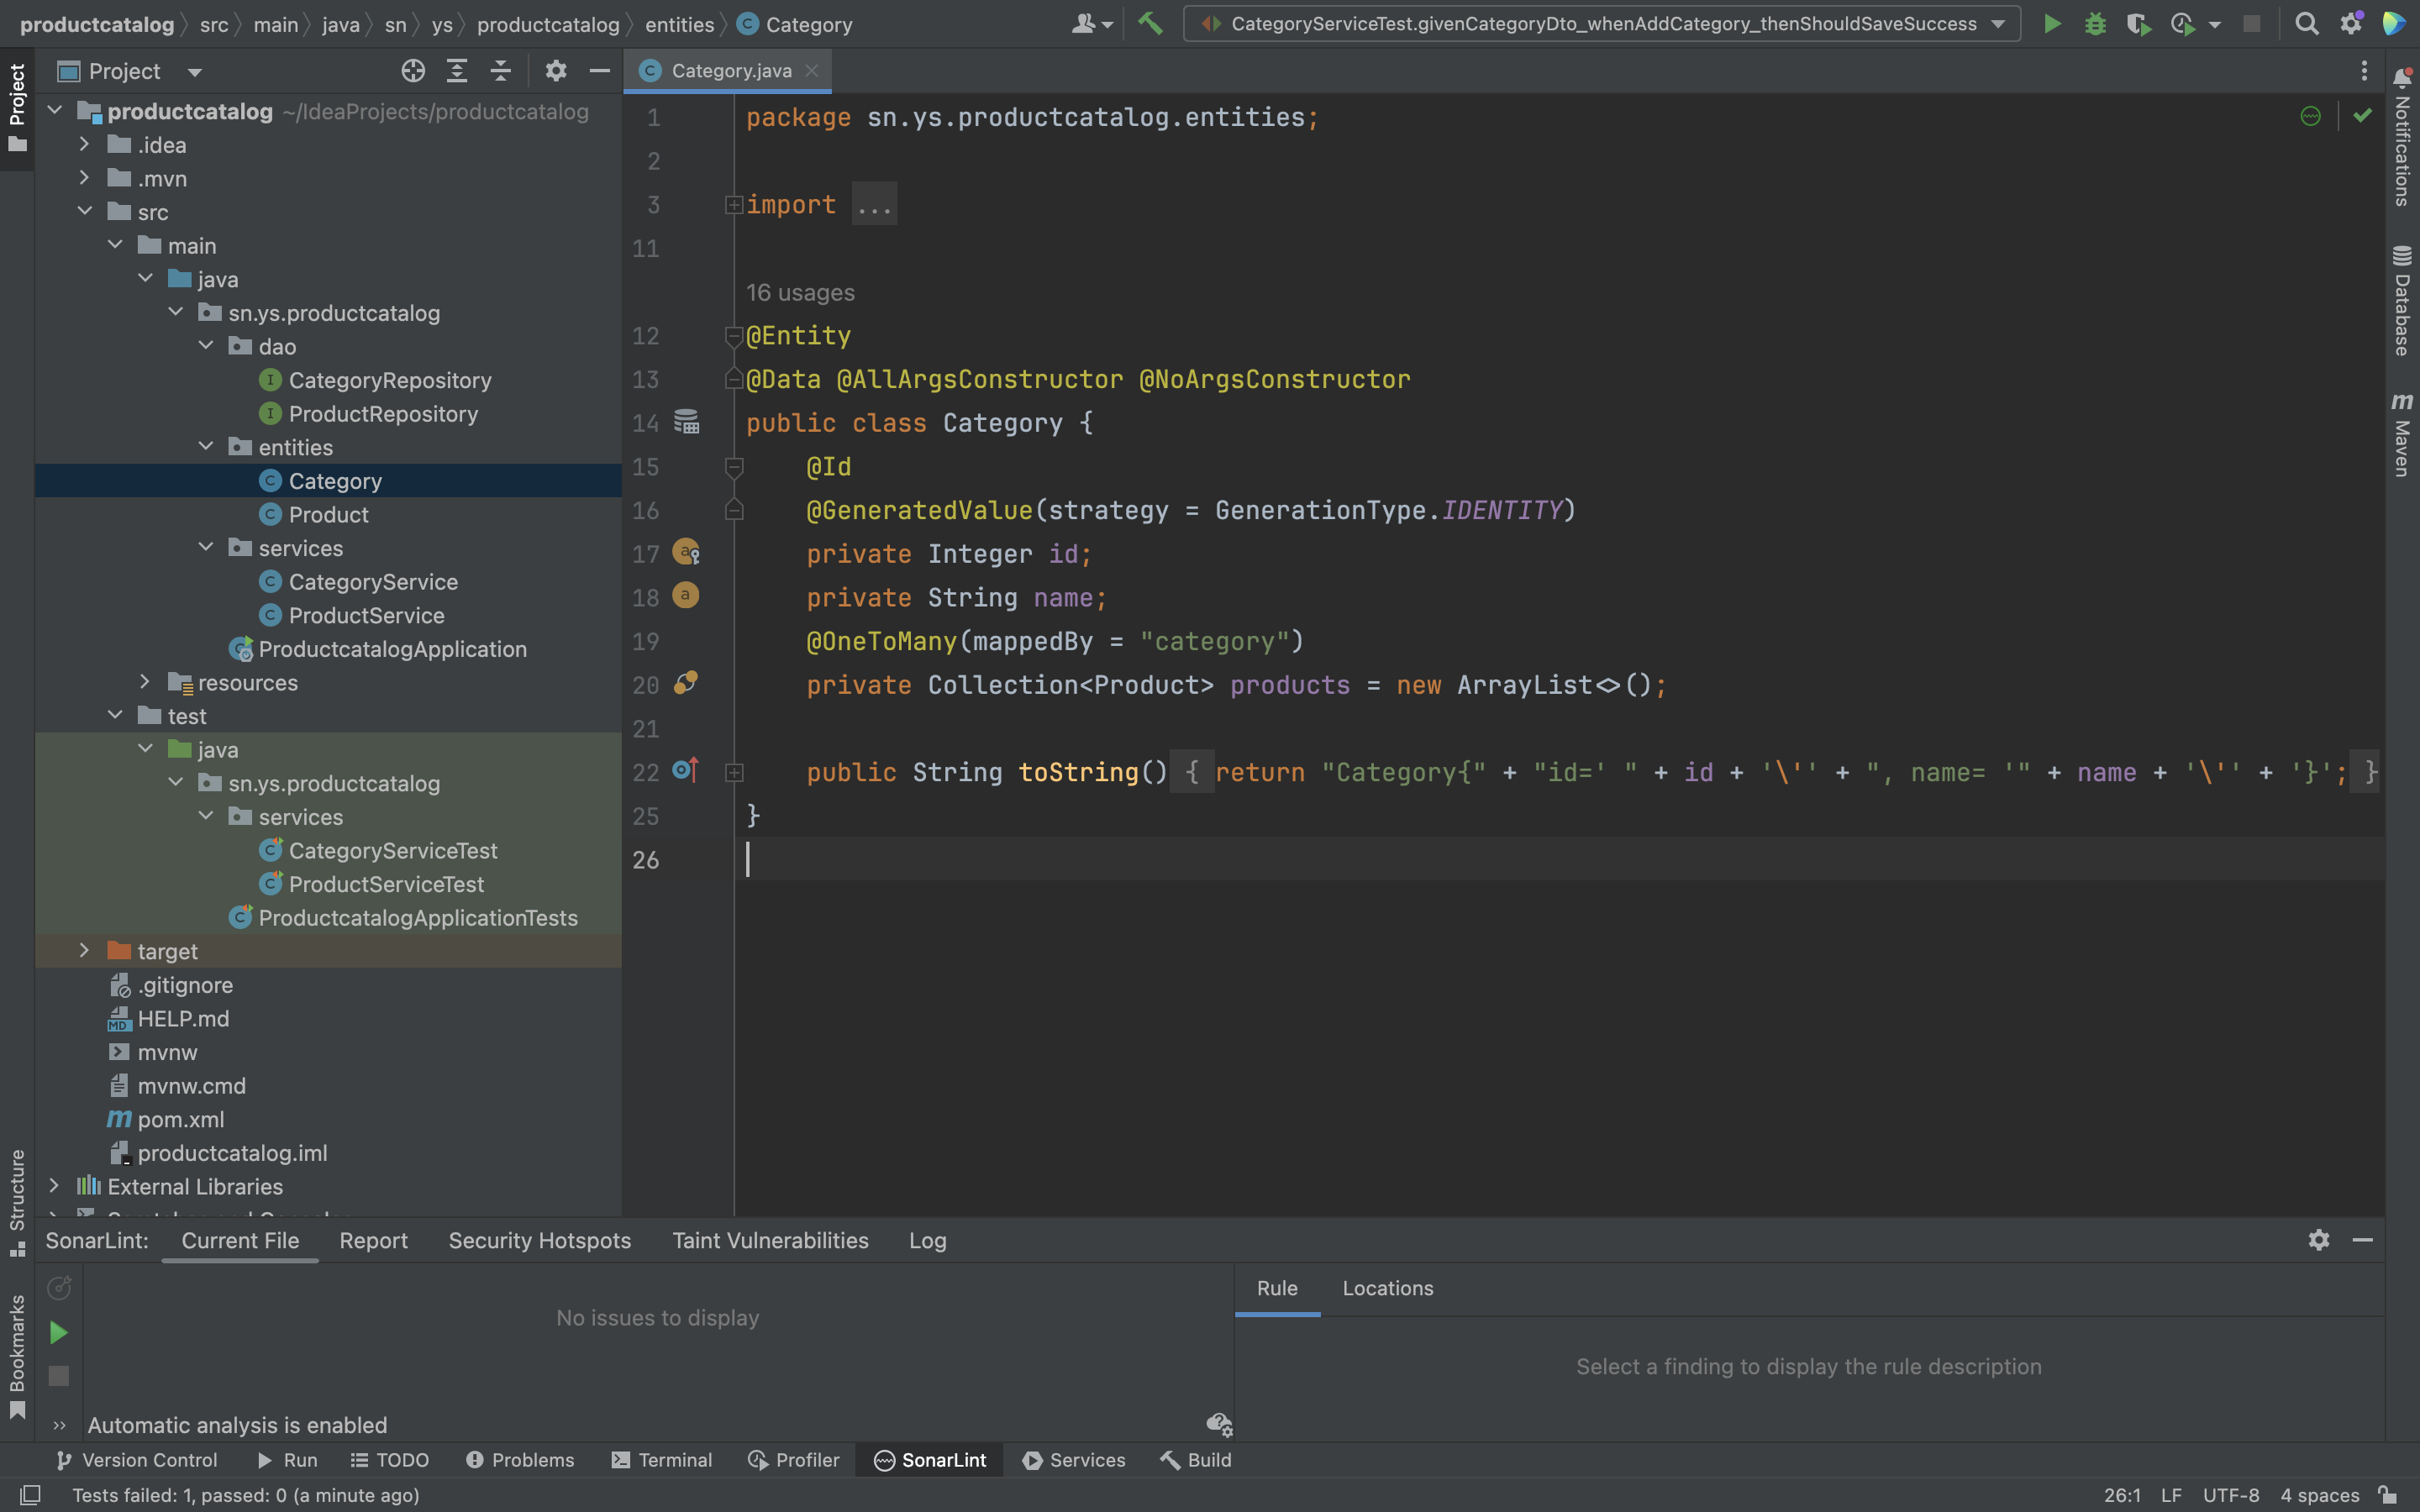 productcatalog src main java sn ys productcatalog entities Category
CategoryServiceTest.givenCategoryDto_whenAddCategory_thenShouldSaveSuccess
Project
Project
productcatalog ~/IdeaProjects/productcatalog
.idea
.mvn
src
main
java
sn.ys.productcatalog
dao
CategoryRepository
ProductRepository
entities
Category
Product
services
CategoryService
ProductService
ProductcatalogApplication
resources
test
java
sn.ys.productcatalog
services
CategoryServiceTest
ProductServiceTest
ProductcatalogApplicationTests
target
.gitignore
HELP.md
mvnw
mvnw.cmd
pom.xml
productcatalog.iml
External Libraries
Structure
Bookmarks
Category.java
1 package sn.ys.productcatalog.entities;
2
3 import ...
11
16 usages
12 @Entity
13 @Data @AllArgsConstructor @NoArgsConstructor
14 public class Category {
15 @Id
16 @GeneratedValue(strategy = GenerationType.IDENTITY)
17 private Integer id;
18 private String name;
19 @OneToMany(mappedBy = "category")
20 private Collection<Product> products = new ArrayList<>();
21
22 public String toString() { return "Category{" + "id=' " + id + '\'' + ", name= '" + name + '\'' + '}'; }
25 }
26
Notifications
Database
Maven
SonarLint: Current File Report Security Hotspots Taint Vulnerabilities Log
No issues to display
Automatic analysis is enabled
Rule Locations
Select a finding to display the rule description
Version Control Run TODO Problems Terminal Profiler SonarLint Services Build
Tests failed: 1, passed: 0 (a minute ago)
26:1 LF UTF-8 4 spaces